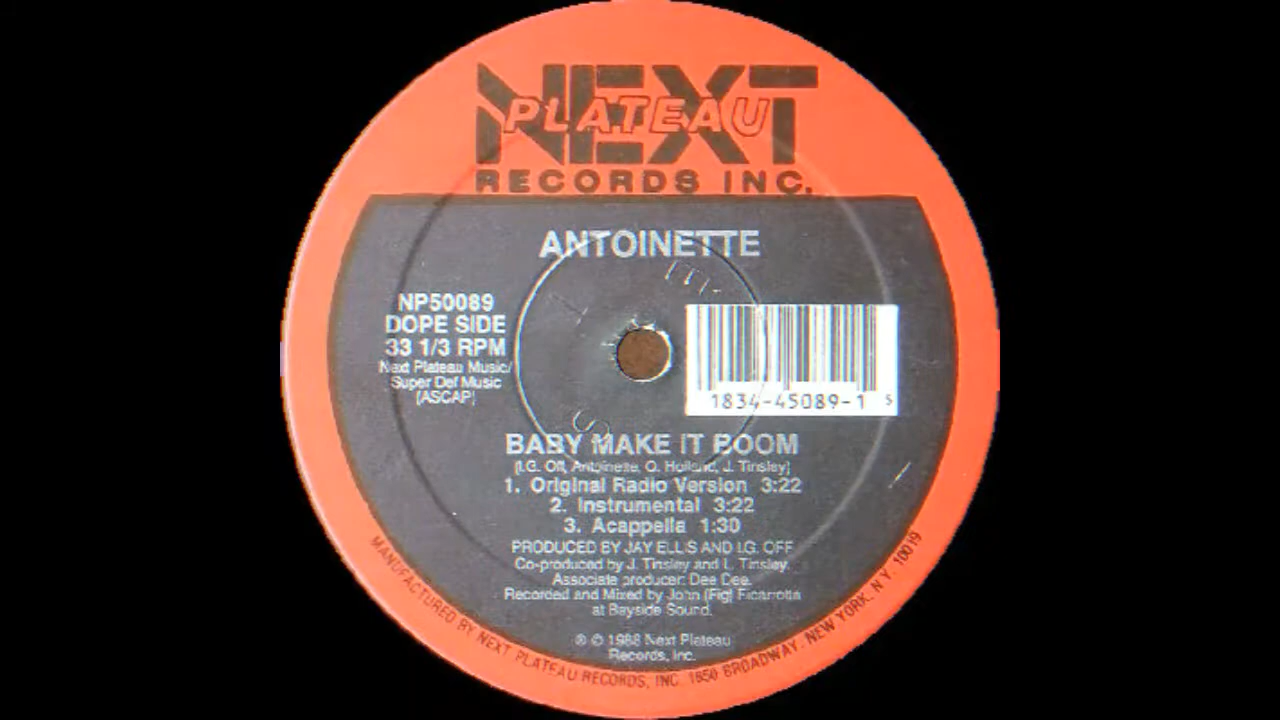 NEXT
PLATEAU
RECORDS INC.
ANTOINETTE
NP50089
DOPE SIDE
33 1/3 RPM
Next Plateau Music/
Super Def Music
(ASCAP)
1834-45089-1 5
BABY MAKE IT BOOM
(I.G. Off, Antoinette, O. Holland, J. Tinsley)
1. Original Radio Version 3:22
2. Instrumental 3:22
3. Acappella 1:30
PRODUCED BY JAY ELLIS AND I.G. OFF
Co-produced by J. Tinsley and L. Tinsley.
Associate producer: Dee Dee.
Recorded and Mixed by John (Fig) Ficarrotta
at Bayside Sound.
℗ © 1988 Next Plateau
Records, Inc.
MANUFACTURED BY NEXT PLATEAU RECORDS, INC. 1650 BROADWAY, NEW YORK, N.Y. 10019